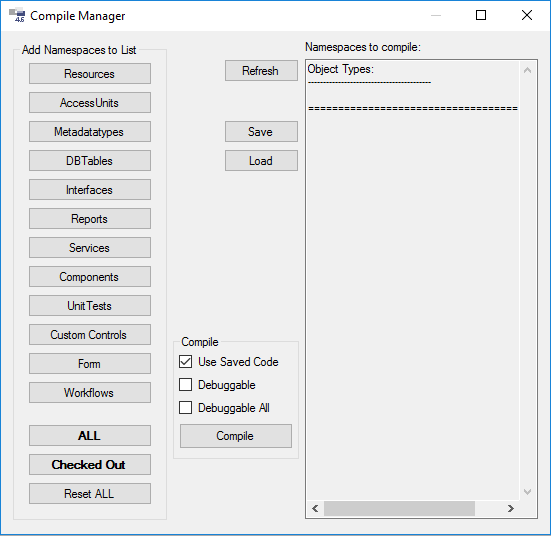 Compile Manager
Add Namespaces to List
Resources
AccessUnits
Metadatatypes
DBTables
Interfaces
Reports
Services
Components
UnitTests
Custom Controls
Form
Workflows
ALL
Checked Out
Reset ALL
Refresh
Save
Load
Compile
Use Saved Code
Debuggable
Debuggable All
Compile
Namespaces to compile:
Object Types:
----------------------------------------
=====================================